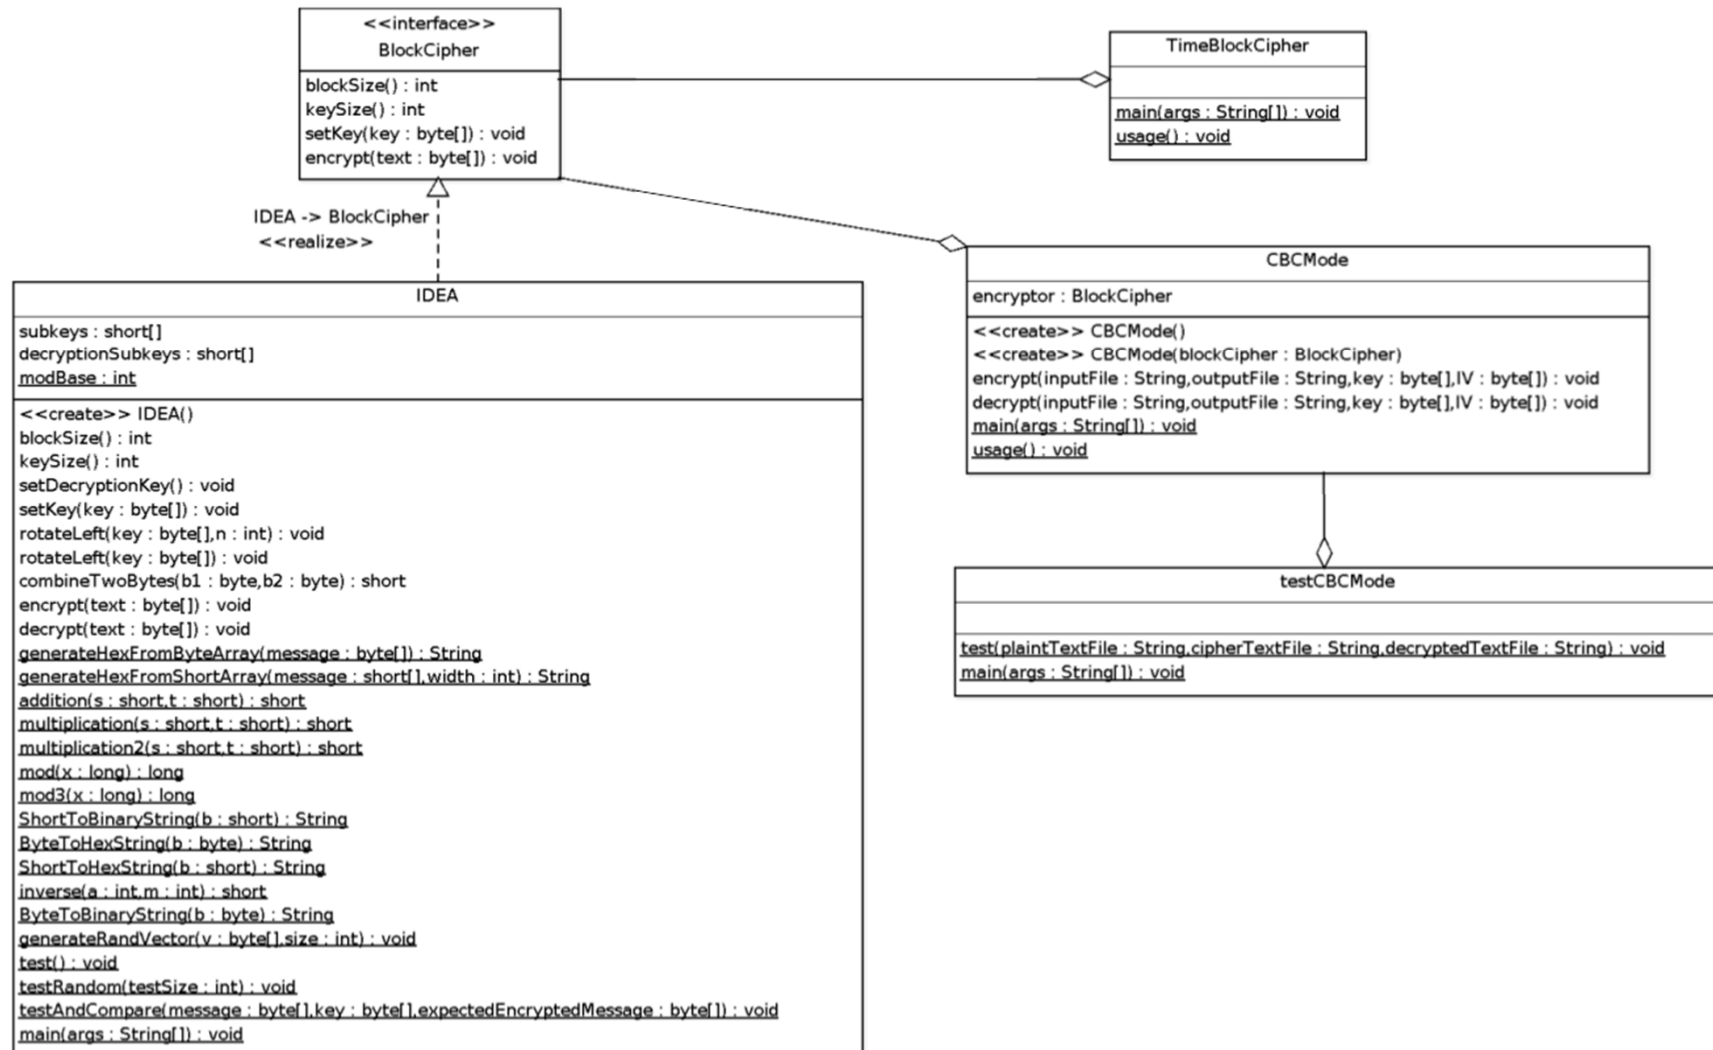 <<interface>>
BlockCipher
blockSize() : int
keySize() : int
setKey(key : byte[]) : void
encrypt(text : byte[]) : void
TimeBlockCipher
main(args : String[]) : void
usage() : void
IDEA -> BlockCipher
<<realize>>
IDEA
subkeys : short[]
decryptionSubkeys : short[]
modBase : int
<<create>> IDEA()
blockSize() : int
keySize() : int
setDecryptionKey() : void
setKey(key : byte[]) : void
rotateLeft(key : byte[],n : int) : void
rotateLeft(key : byte[]) : void
combineTwoBytes(b1 : byte,b2 : byte) : short
encrypt(text : byte[]) : void
decrypt(text : byte[]) : void
generateHexFromByteArray(message : byte[]) : String
generateHexFromShortArray(message : short[],width : int) : String
addition(s : short,t : short) : short
multiplication(s : short,t : short) : short
multiplication2(s : short,t : short) : short
mod(x : long) : long
mod3(x : long) : long
ShortToBinaryString(b : short) : String
ByteToHexString(b : byte) : String
ShortToHexString(b : short) : String
inverse(a : int,m : int) : short
ByteToBinaryString(b : byte) : String
generateRandVector(v : byte[],size : int) : void
test() : void
testRandom(testSize : int) : void
testAndCompare(message : byte[],key : byte[],expectedEncryptedMessage : byte[]) : void
main(args : String[]) : void
CBCMode
encryptor : BlockCipher
<<create>> CBCMode()
<<create>> CBCMode(blockCipher : BlockCipher)
encrypt(inputFile : String,outputFile : String,key : byte[],IV : byte[]) : void
decrypt(inputFile : String,outputFile : String,key : byte[],IV : byte[]) : void
main(args : String[]) : void
usage() : void
testCBCMode
test(plaintTextFile : String,cipherTextFile : String,decryptedTextFile : String) : void
main(args : String[]) : void